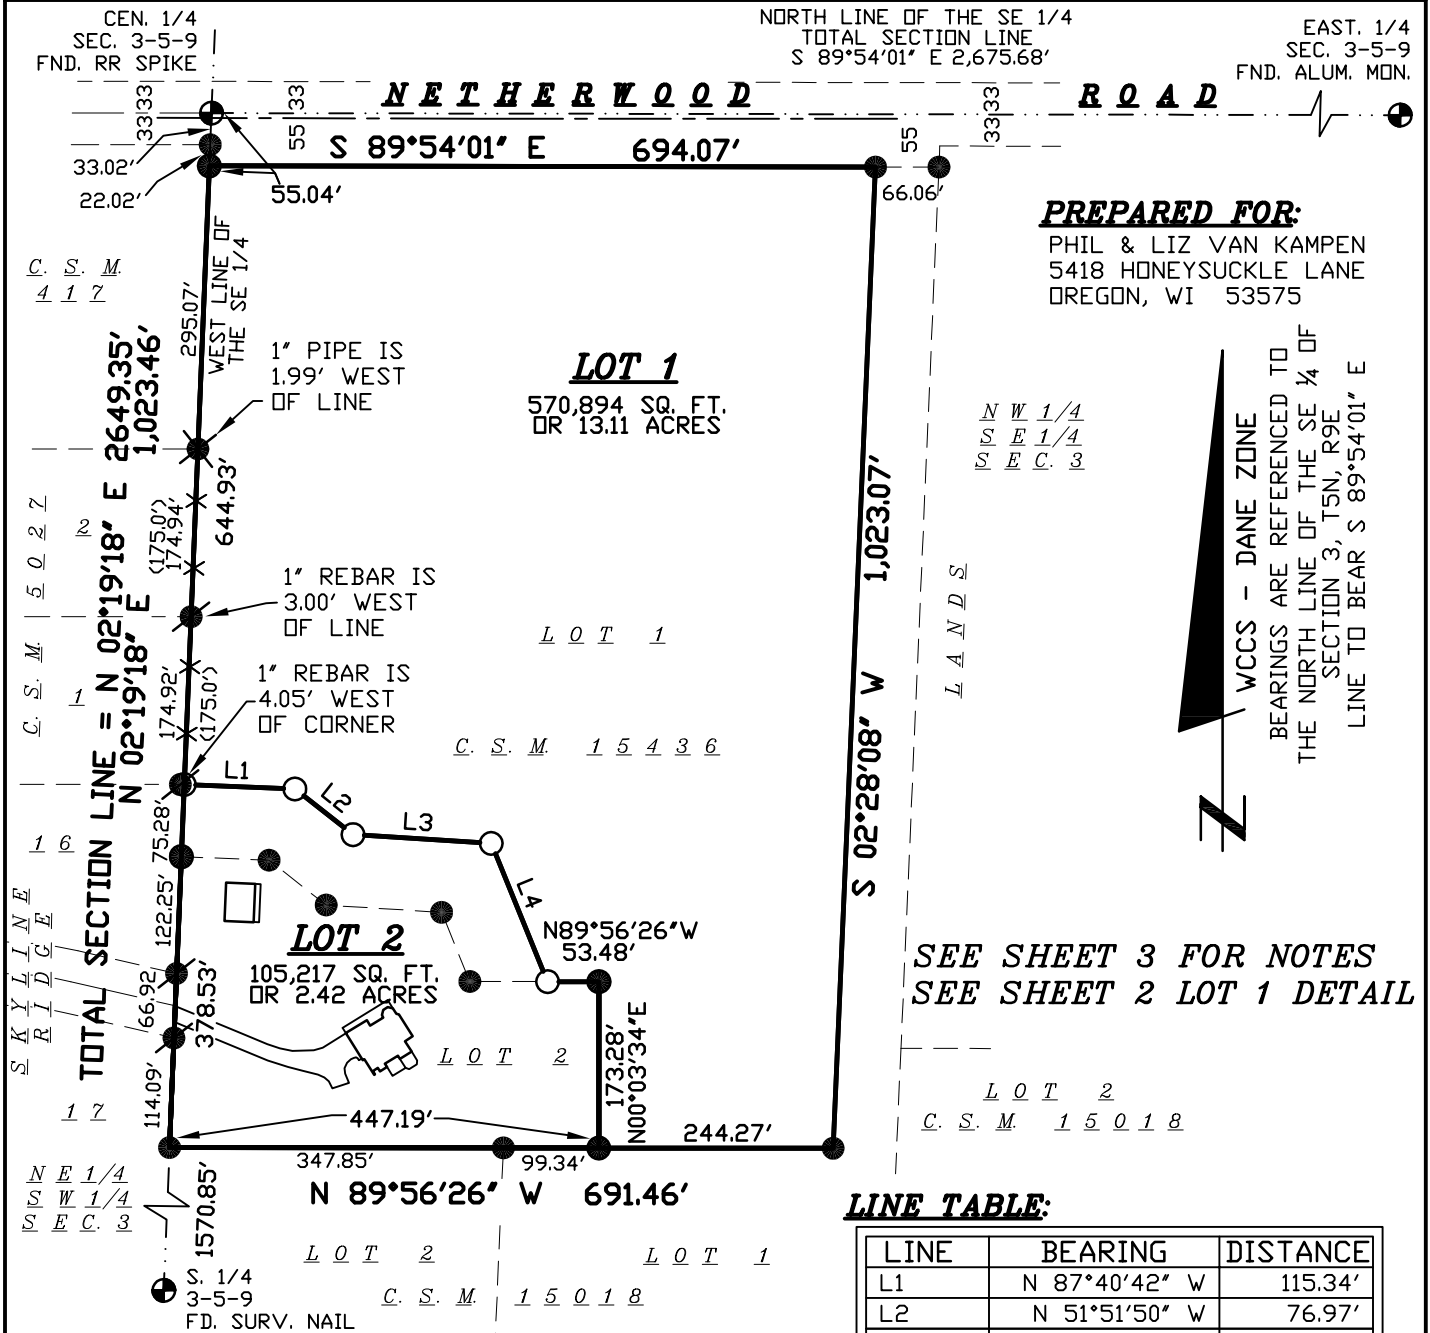 CEN. 1/4
SEC. 3-5-9
FND. RR SPIKE
NORTH LINE OF THE SE 1/4
TOTAL SECTION LINE
S 89°54'01" E 2,675.68'
EAST. 1/4
SEC. 3-5-9
FND. ALUM. MON.
33
33
33
55
NETHERWOOD ROAD
33
33
55
33.02'
22.02'
55.04'
S 89°54'01" E 694.07'
66.06'
PREPARED FOR:
PHIL & LIZ VAN KAMPEN
5418 HONEYSUCKLE LANE
OREGON, WI 53575
C. S. M.
417
295.07'
WEST LINE OF
THE SE 1/4
1" PIPE IS
1.99' WEST
OF LINE
LOT 1
570,894 SQ. FT.
OR 13.11 ACRES
NW 1/4
SE 1/4
SEC. 3
TOTAL SECTION LINE = N 02°19'18" E 2649.35'
N 02°19'18" E
1,023.46'
C. S. M. 5027
2
(175.0')
174.94'
644.93'
1" REBAR IS
3.00' WEST
OF LINE
LOT 1
1
174.92'
(175.0')
1" REBAR IS
4.05' WEST
OF CORNER
C. S. M. 15436
S 02°28'08" W 1,023.07'
LANDS
WCCS - DANE ZONE
BEARINGS ARE REFERENCED TO
THE NORTH LINE OF THE SE ¼ OF
SECTION 3, T5N, R9E
LINE TO BEAR S 89°54'01" E
N
L1
L2
L3
L4
16
75.28'
122.25'
SKYLINE
RIDGE
66.92
378.53'
114.09'
17
LOT 2
105,217 SQ. FT.
OR 2.42 ACRES
N89°56'26"W
53.48'
LOT 2
173.28'
N00°03'34"E
SEE SHEET 3 FOR NOTES
SEE SHEET 2 LOT 1 DETAIL
LOT 2
C. S. M. 15018
447.19'
244.27'
347.85'
99.34'
N 89°56'26" W 691.46'
NE 1/4
SW 1/4
SEC. 3
1570.85'
S. 1/4
3-5-9
FD. SURV. NAIL
LOT 2
LOT 1
C. S. M. 15018
LINE TABLE:
LINE BEARING DISTANCE
L1 N 87°40'42" W 115.34'
L2 N 51°51'50" W 76.97'